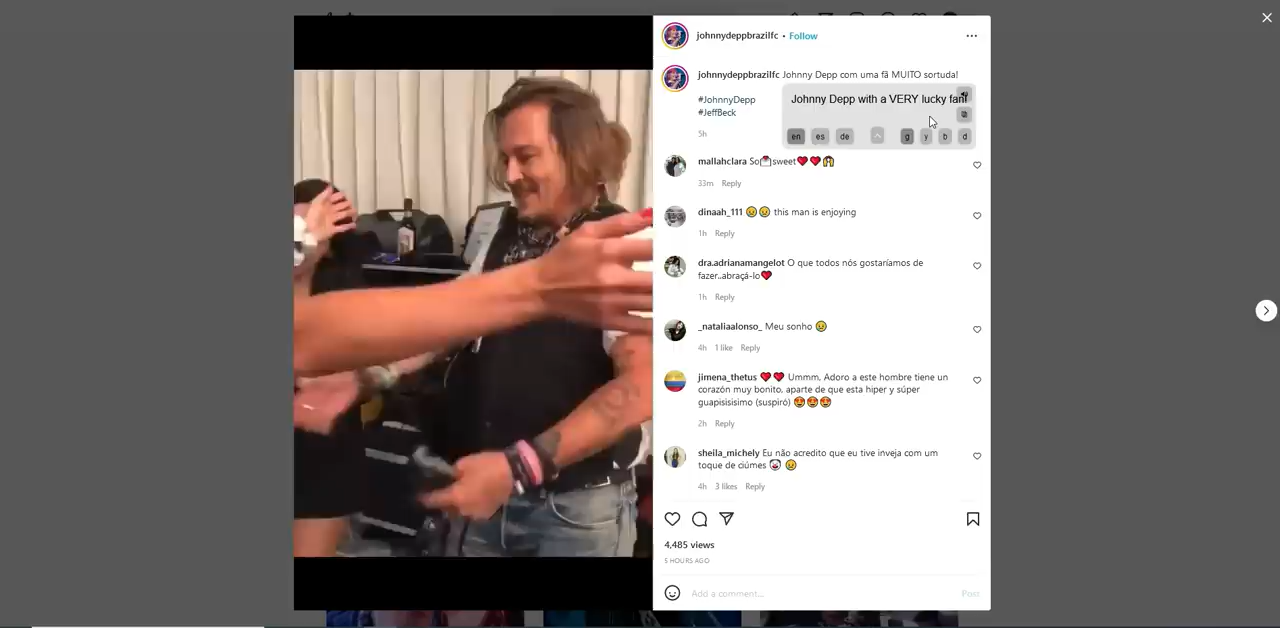 johnnydeppbrazilfc • Follow
johnnydeppbrazilfc Johnny Depp com uma fã MUITO sortuda!
#JohnnyDepp
#JeffBeck
Johnny Depp with a VERY lucky fan!
en es de g y b d
5h
mallahclara So💌sweet❤️❤️🙌
33m Reply
dinaah_111 😖😖 this man is enjoying
1h Reply
dra.adrianamangelot O que todos nós gostaríamos de
fazer..abraçá-lo❤️
1h Reply
_nataliaalonso_ Meu sonho 😖
4h 1 like Reply
jimena_thetus ❤️❤️ Ummm, Adoro a este hombre tiene un
corazón muy bonito, aparte de que esta hiper y súper
guapisisisimo (suspiró) 😍😍😍
2h Reply
sheila_michely Eu não acredito que eu tive inveja com um
toque de ciúmes 🤡 😖
4h 3 likes Reply
4,485 views
5 HOURS AGO
Add a comment... Post